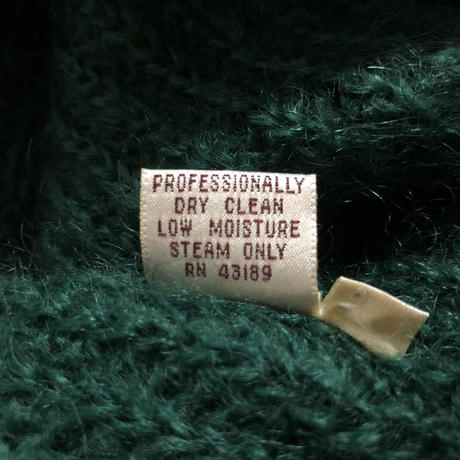 PROFESSIONALLY
DRY CLEAN
LOW MOISTURE
STEAM ONLY
RN 43189